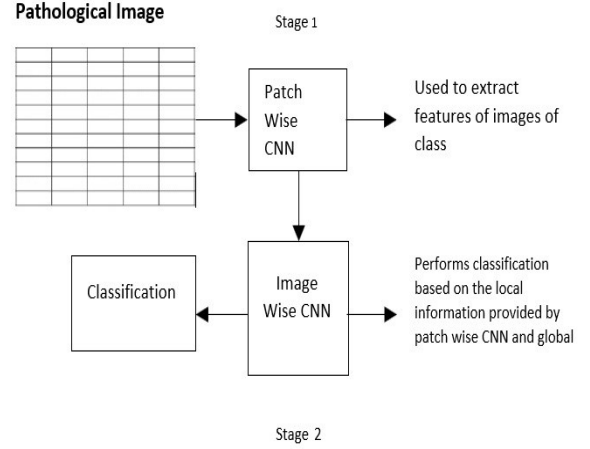 Pathological Image
Stage 1
Patch
Wise
CNN
Used to extract
features of images of
class
Classification
Image
Wise CNN
Performs classification
based on the local
information provided by
patch wise CNN and global
Stage 2